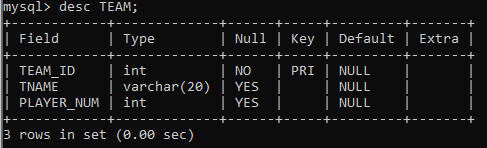 mysql> desc TEAM;
+------------+-------------+------+-----+---------+-------+
| Field      | Type        | Null | Key | Default | Extra |
+------------+-------------+------+-----+---------+-------+
| TEAM_ID    | int         | NO   | PRI | NULL    |       |
| TNAME      | varchar(20) | YES  |     | NULL    |       |
| PLAYER_NUM | int         | YES  |     | NULL    |       |
+------------+-------------+------+-----+---------+-------+
3 rows in set (0.00 sec)